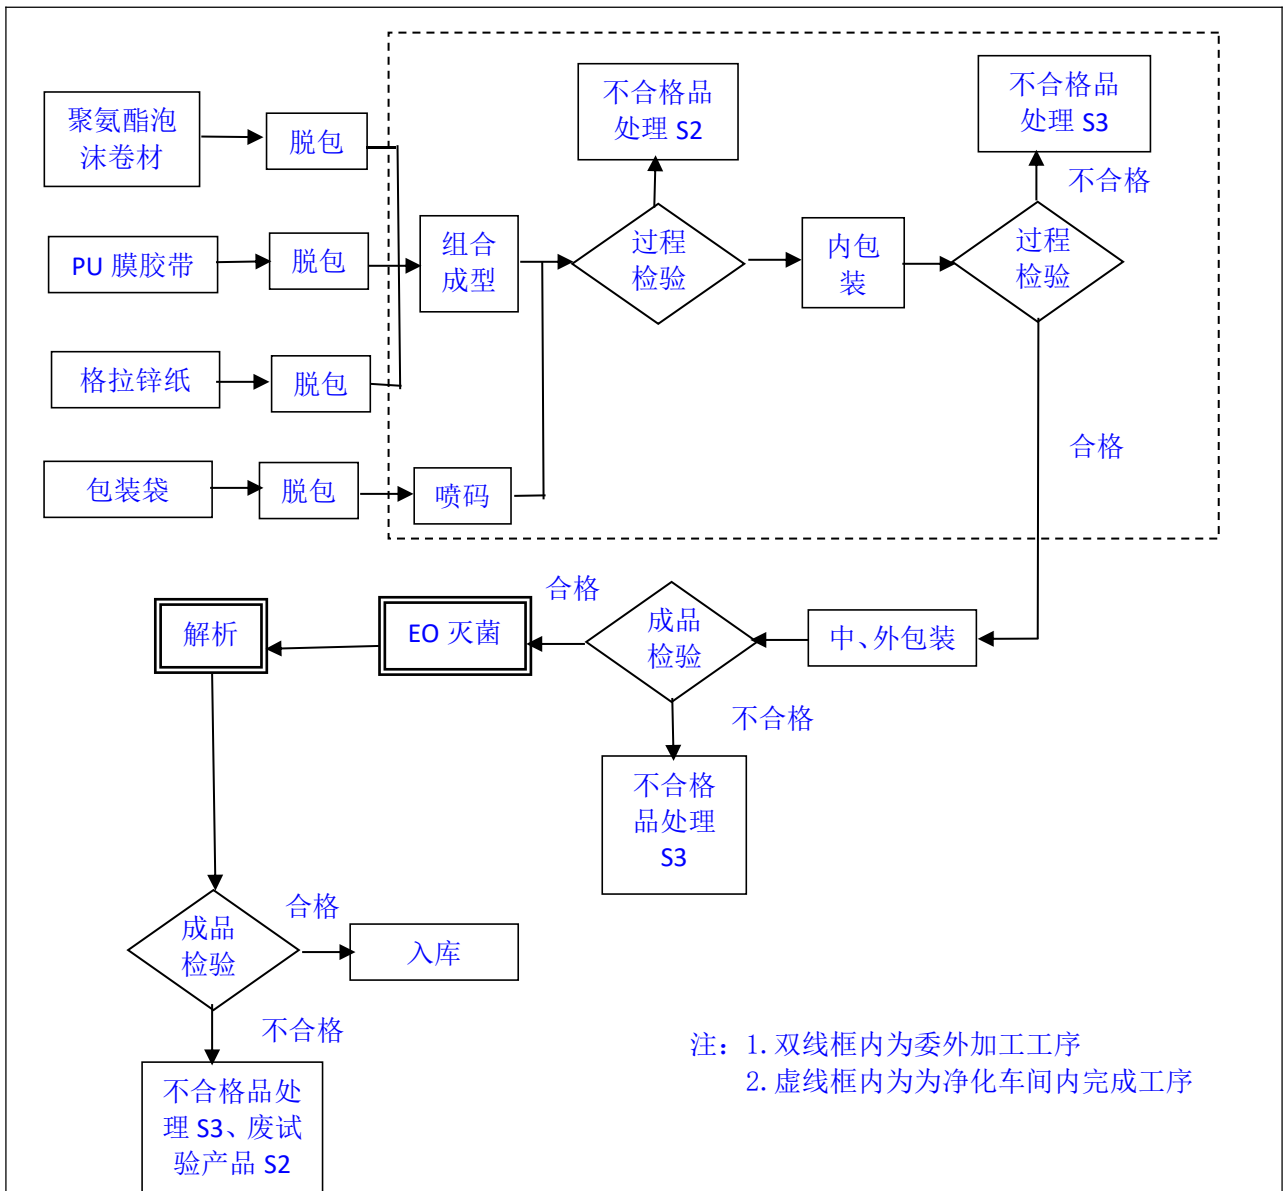 聚氨酯泡
沫卷材
脱包
不合格品
处理 S2
不合格品
处理 S3
不合格
PU 膜胶带
脱包
组合
成型
过程
检验
内包
装
过程
检验
格拉锌纸
脱包
合格
包装袋
脱包
喷码
解析
EO 灭菌
合格
成品
检验
中、外包装
不合格
不合格
品处理
S3
成品
检验
合格
入库
不合格
不合格品处
理 S3、废试
验产品 S2
注：1.双线框内为委外加工工序
2.虚线框内为为净化车间内完成工序